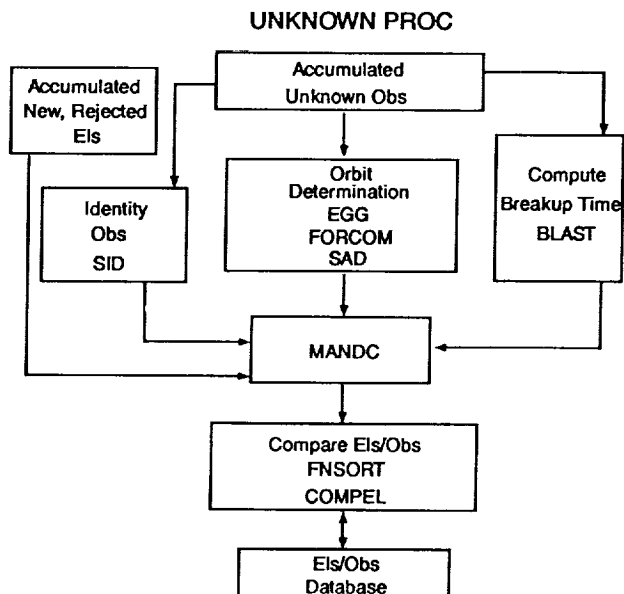 UNKNOWN PROC
Accumulated
New, Rejected
Els
Accumulated
Unknown Obs
Identity
Obs
SID
Orbit
Determination
EGG
FORCOM
SAD
Compute
Breakup Time
BLAST
MANDC
Compare Els/Obs
FNSORT
COMPEL
Els/Obs
Database